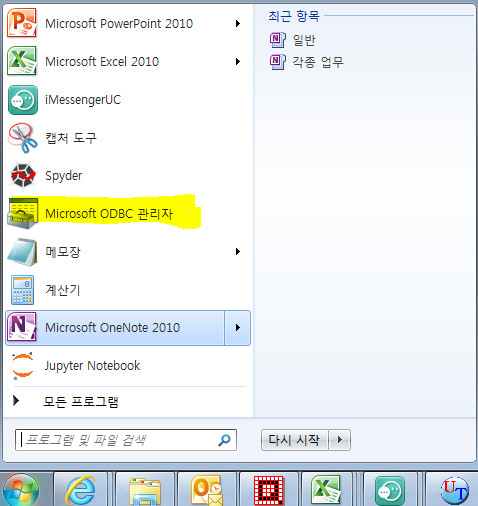 Microsoft PowerPoint 2010
Microsoft Excel 2010
iMessengerUC
캡처 도구
Spyder
Microsoft ODBC 관리자
메모장
계산기
Microsoft OneNote 2010
Jupyter Notebook
모든 프로그램
프로그램 및 파일 검색
최근 항목
일반
각종 업무
다시 시작
UT